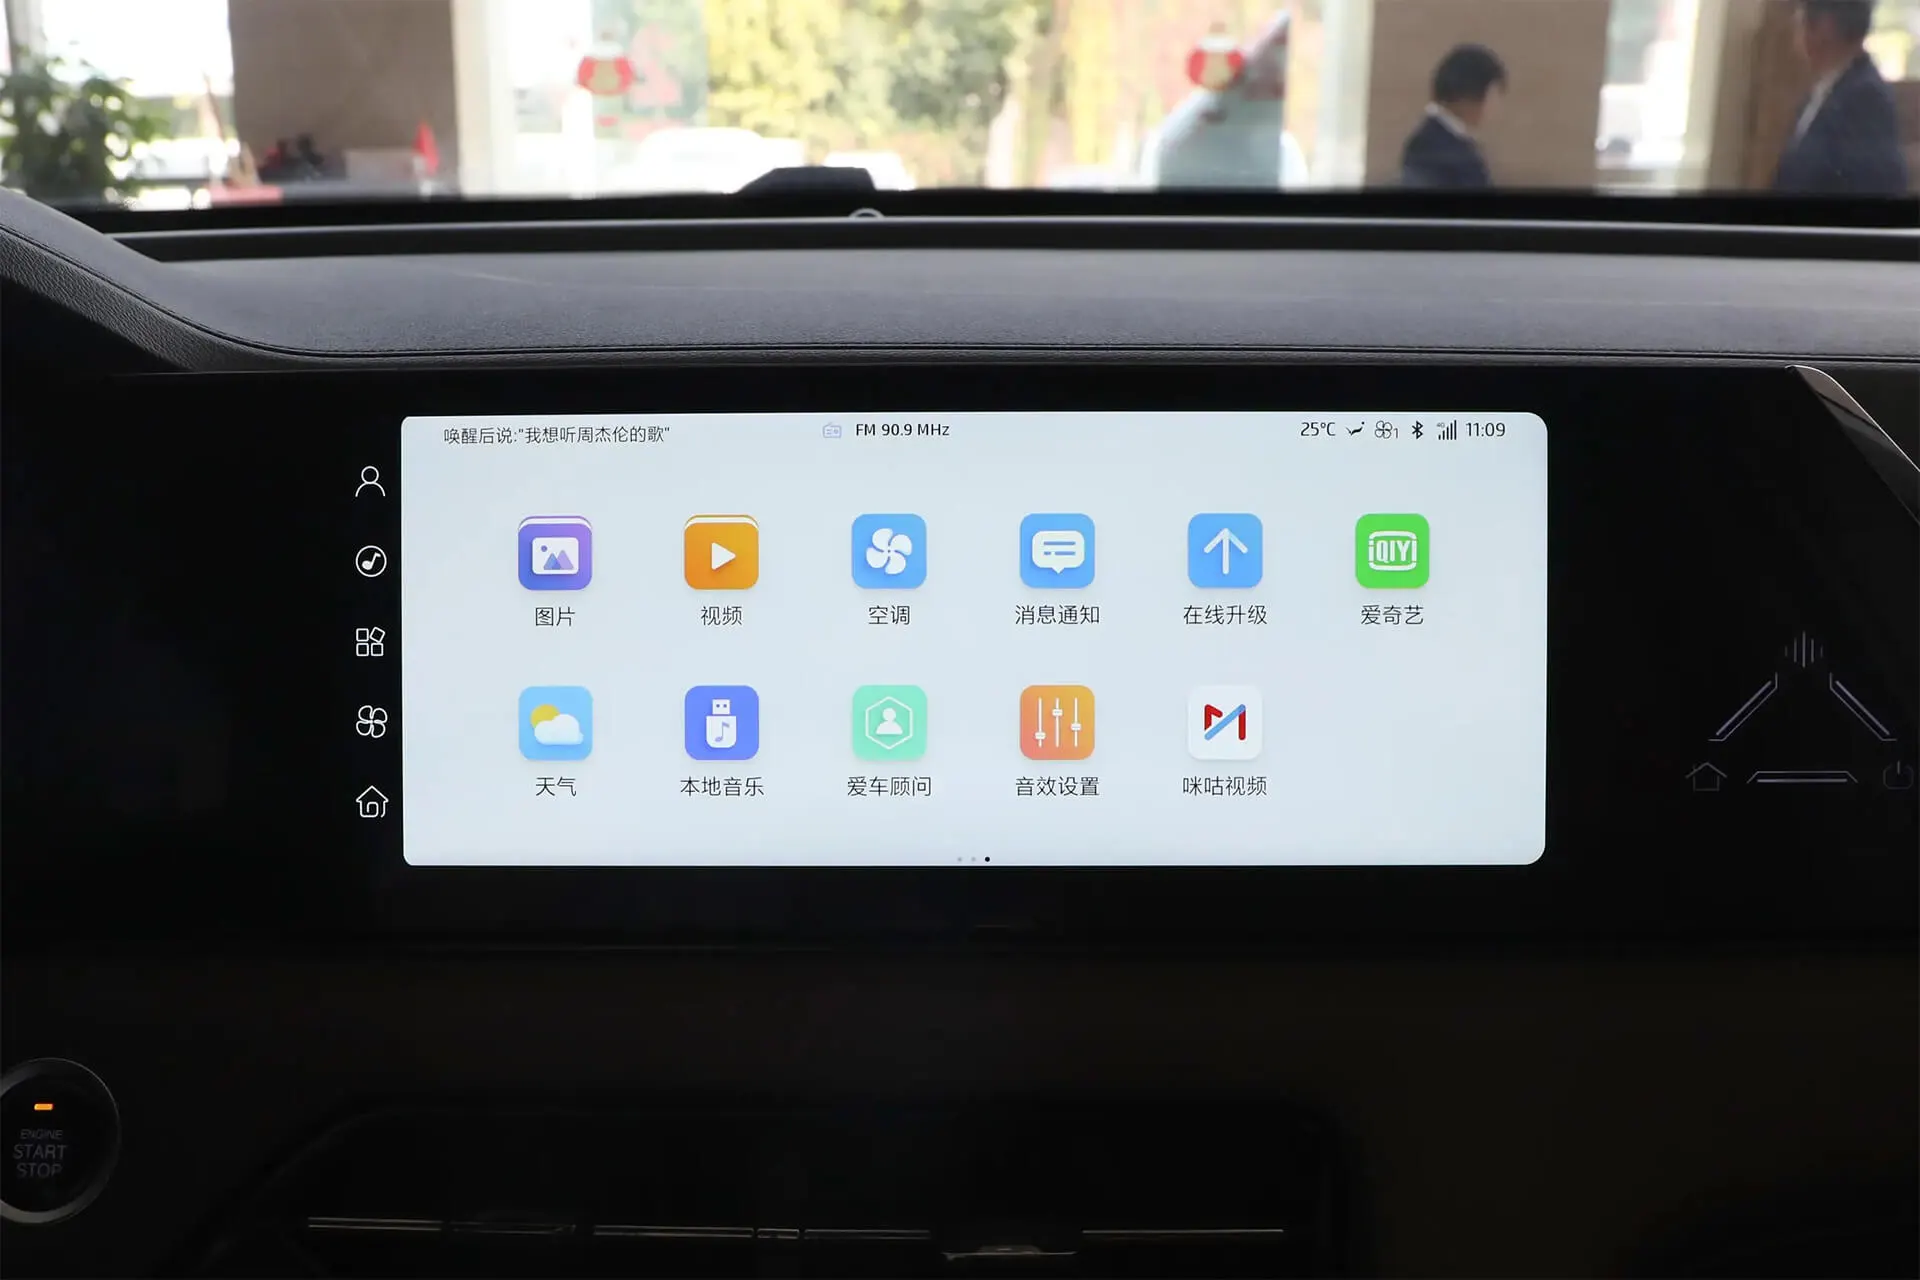 唤醒后说:"我想听周杰伦的歌"
FM 90.9 MHz
25°C
1
4G
11:09
图片
视频
空调
消息通知
在线升级
iQIYI
爱奇艺
天气
本地音乐
爱车顾问
音效设置
咪咕视频
ENGINE
START
STOP